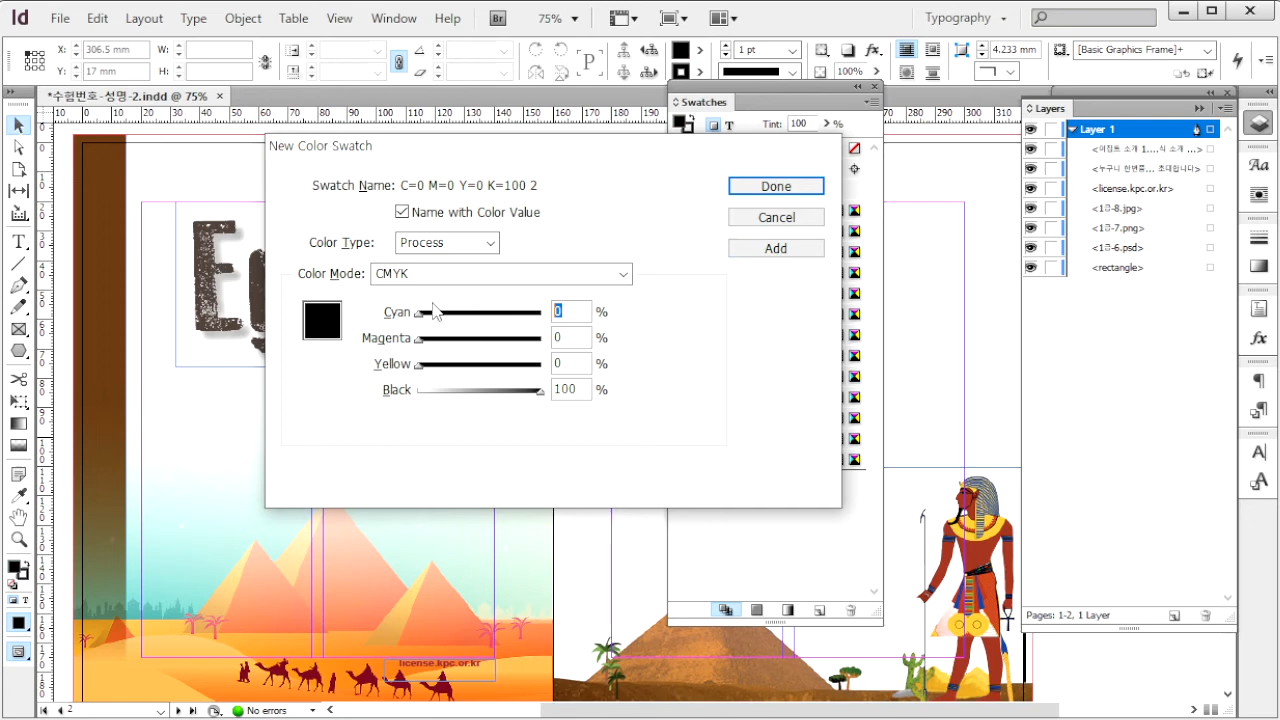 Id File Edit Layout Type Object Table View Window Help Br 75% Typography
X: 306.5 mm W: 1 pt 4.233 mm [Basic Graphics Frame]+
Y: 17 mm H: P 100% fx.
*수험번호-성명-2.indd @ 75% ×
Swatches
T Tint: 100 %
Layers
Layer 1
<license.kpc.or.kr>
<1급-8.jpg>
<1급-7.png>
<1급-6.psd>
<rectangle>
New Color Swatch
Swatch Name: C=0 M=0 Y=0 K=100 2
Name with Color Value
Color Type: Process
Color Mode: CMYK
Cyan 0 %
Magenta 0 %
Yellow 0 %
Black 100 %
Done
Cancel
Add
license.kpc.or.kr
Pages: 1-2, 1 Layer
2 No errors